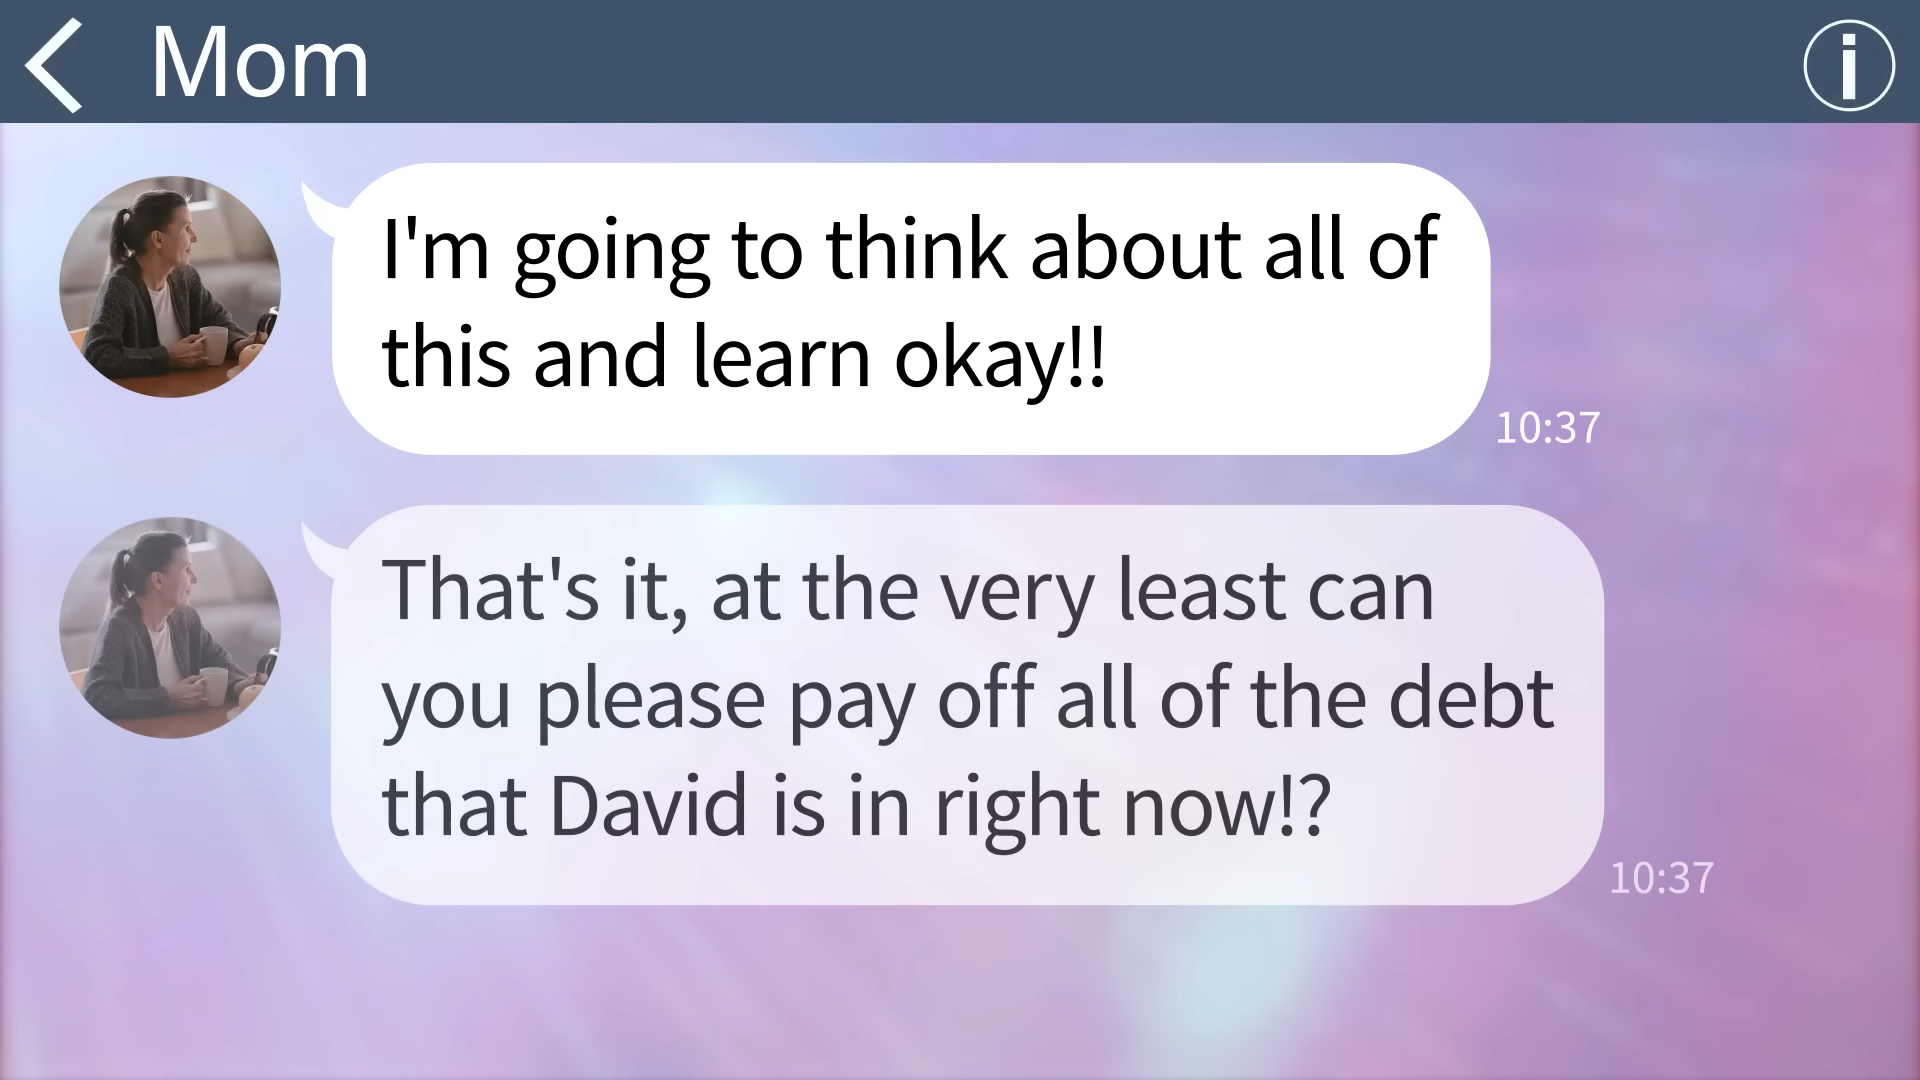 Mom
I'm going to think about all of
this and learn okay!!
10:37
That's it, at the very least can
you please pay off all of the debt
that David is in right now!?
10:37